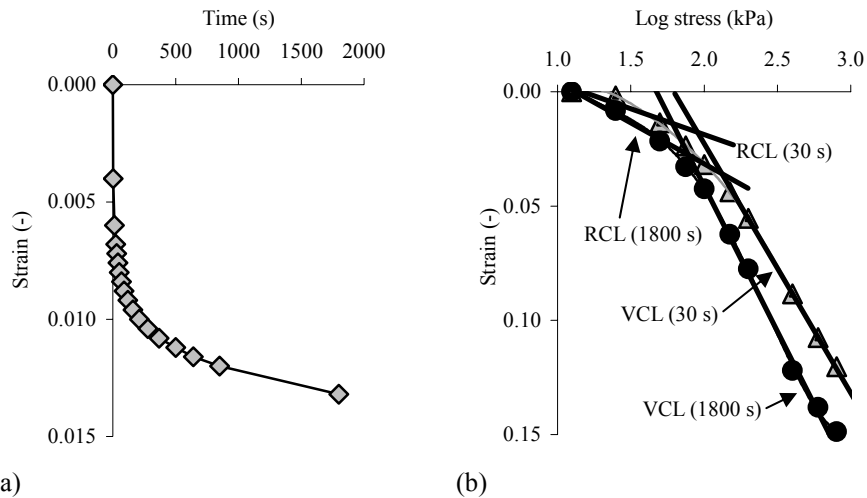 Time (s)
0 500 1000 1500 2000
0.000
0.005
0.010
0.015
Strain (-)
a)
Log stress (kPa)
1.0 1.5 2.0 2.5 3.0
0.00
0.05
0.10
0.15
Strain (-)
RCL (30 s)
RCL (1800 s)
VCL (30 s)
VCL (1800 s)
(b)